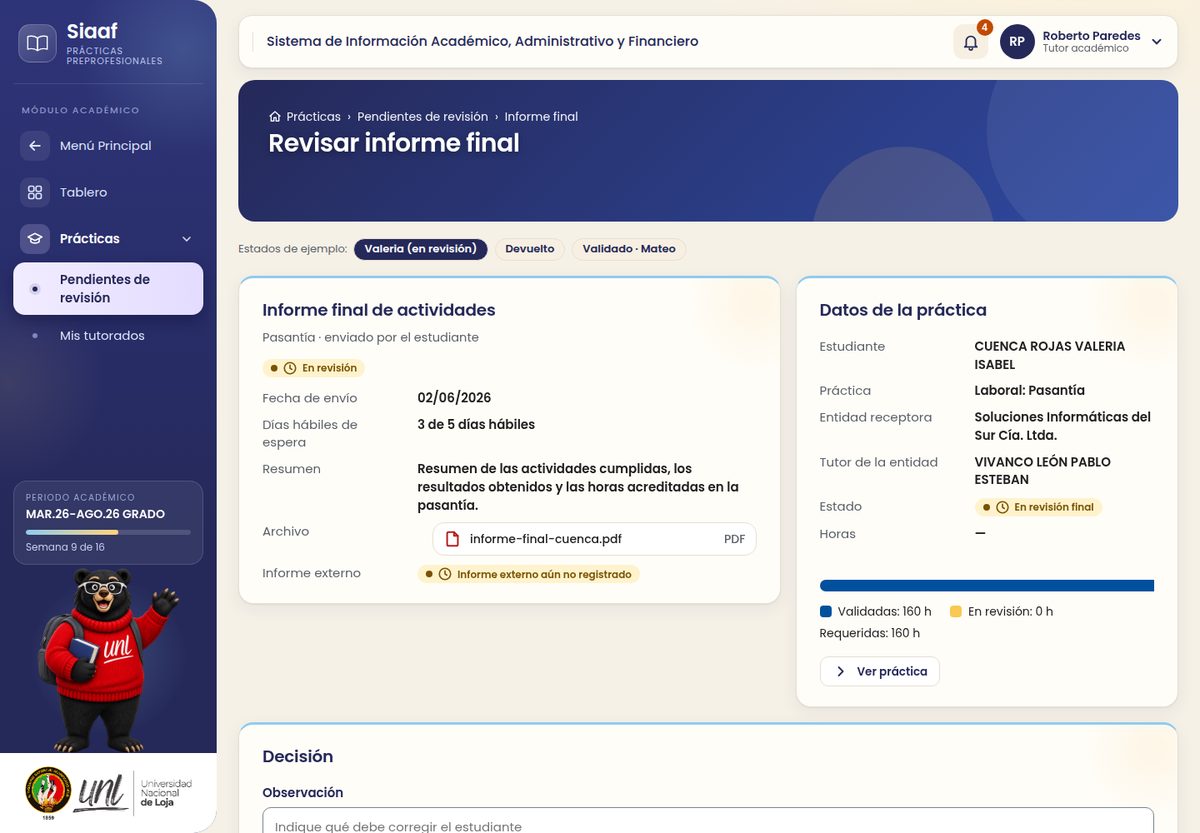 Siaaf
PRÁCTICAS
PREPROFESIONALES
MÓDULO ACADÉMICO
Menú Principal
Tablero
Prácticas
Pendientes de
revisión
Mis tutorados
PERIODO ACADÉMICO
MAR.26-AGO.26 GRADO
Semana 9 de 16
unl
1859
unl
Universidad
Nacional
de Loja
Sistema de Información Académico, Administrativo y Financiero
4
RP
Roberto Paredes
Tutor académico
Prácticas › Pendientes de revisión › Informe final
Revisar informe final
Estados de ejemplo: Valeria (en revisión) Devuelto Validado · Mateo
Informe final de actividades
Pasantía · enviado por el estudiante
En revisión
Fecha de envío 02/06/2026
Días hábiles de espera 3 de 5 días hábiles
Resumen Resumen de las actividades cumplidas, los
resultados obtenidos y las horas acreditadas en la
pasantía.
Archivo informe-final-cuenca.pdf PDF
Informe externo Informe externo aún no registrado
Datos de la práctica
Estudiante CUENCA ROJAS VALERIA
ISABEL
Práctica Laboral: Pasantía
Entidad receptora Soluciones Informáticas del
Sur Cía. Ltda.
Tutor de la entidad VIVANCO LEÓN PABLO
ESTEBAN
Estado En revisión final
Horas —
Validadas: 160 h En revisión: 0 h
Requeridas: 160 h
Ver práctica
Decisión
Observación
Indique qué debe corregir el estudiante